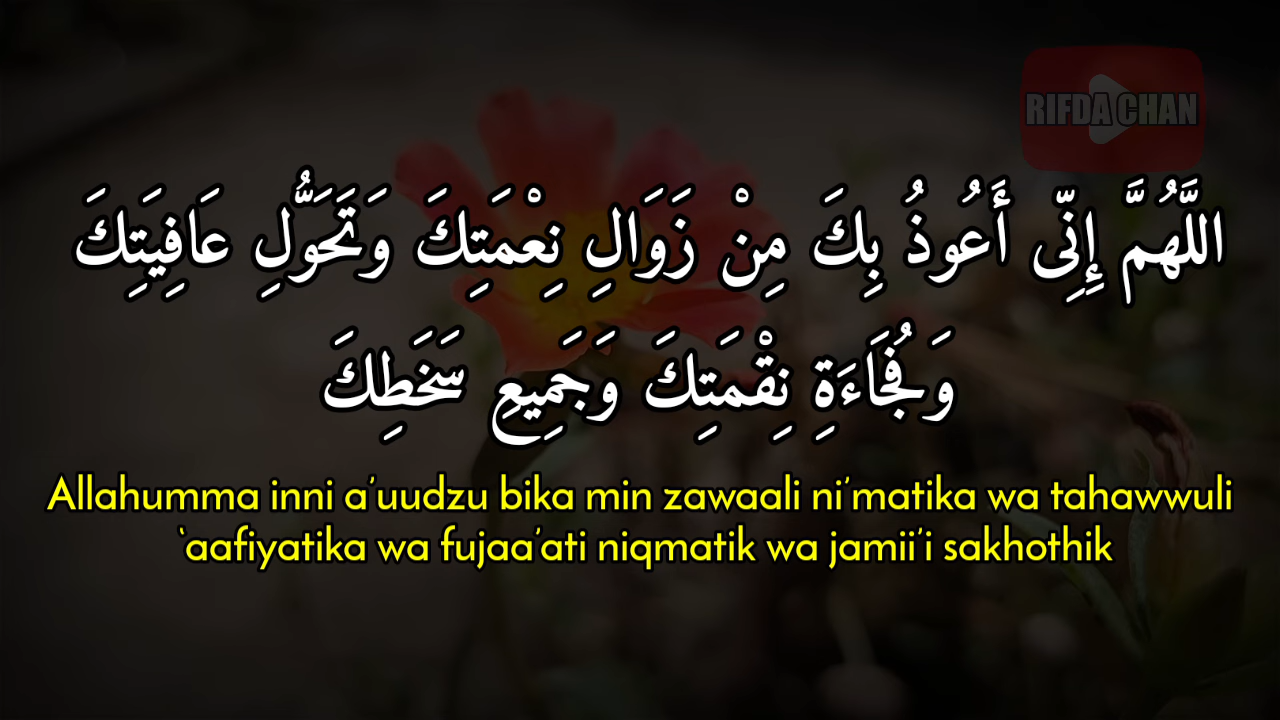 RIFDA CHAN
اللَّهُمَّ إِنِّى أَعُوذُ بِكَ مِنْ زَوَالِ نِعْمَتِكَ وَتَحَوُّلِ عَافِيَتِكَ
وَفُجَاءَةِ نِقْمَتِكَ وَجَمِيعِ سَخَطِكَ
Allahumma inni a'uudzu bika min zawaali ni'matika wa tahawwuli
`aafiyatika wa fujaa'ati niqmatik wa jamii'i sakhothik